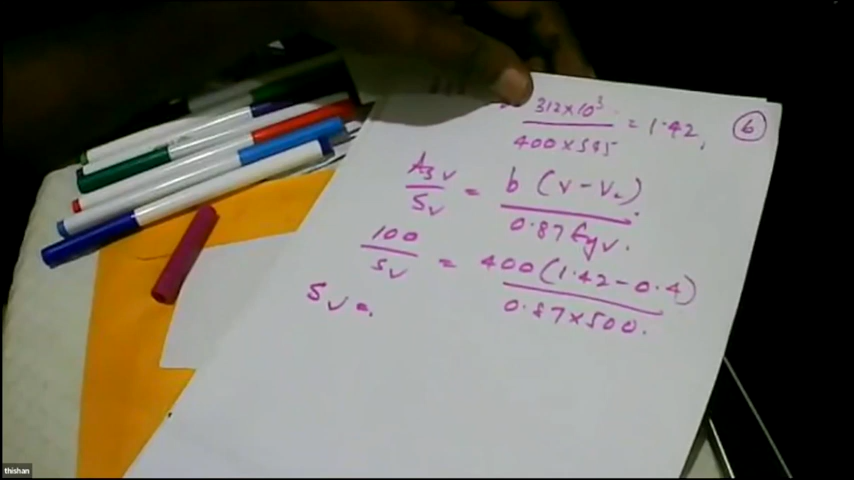 312×10³ / 400×545 = 1.42, ⑥
Asv / Sv = b (v - vc) / 0.87 fyv.
100 / Sv = 400(1.42 - 0.4) / 0.87×500.
Sv =
thishan